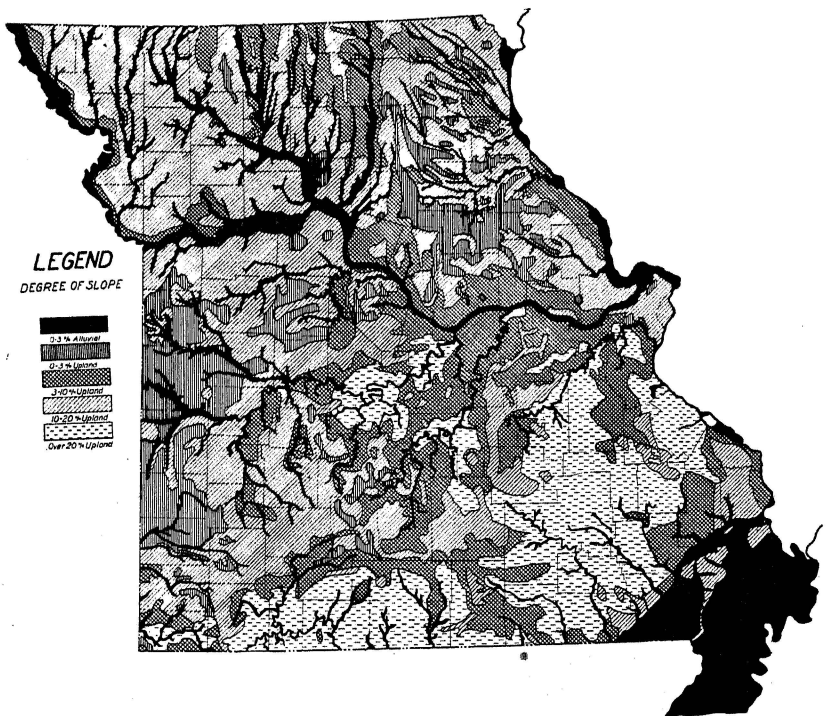 LEGEND
DEGREE OF SLOPE
0-3 % Alluvial
0-3 % Upland
3-10 % Upland
10-20 % Upland
Over 20 % Upland